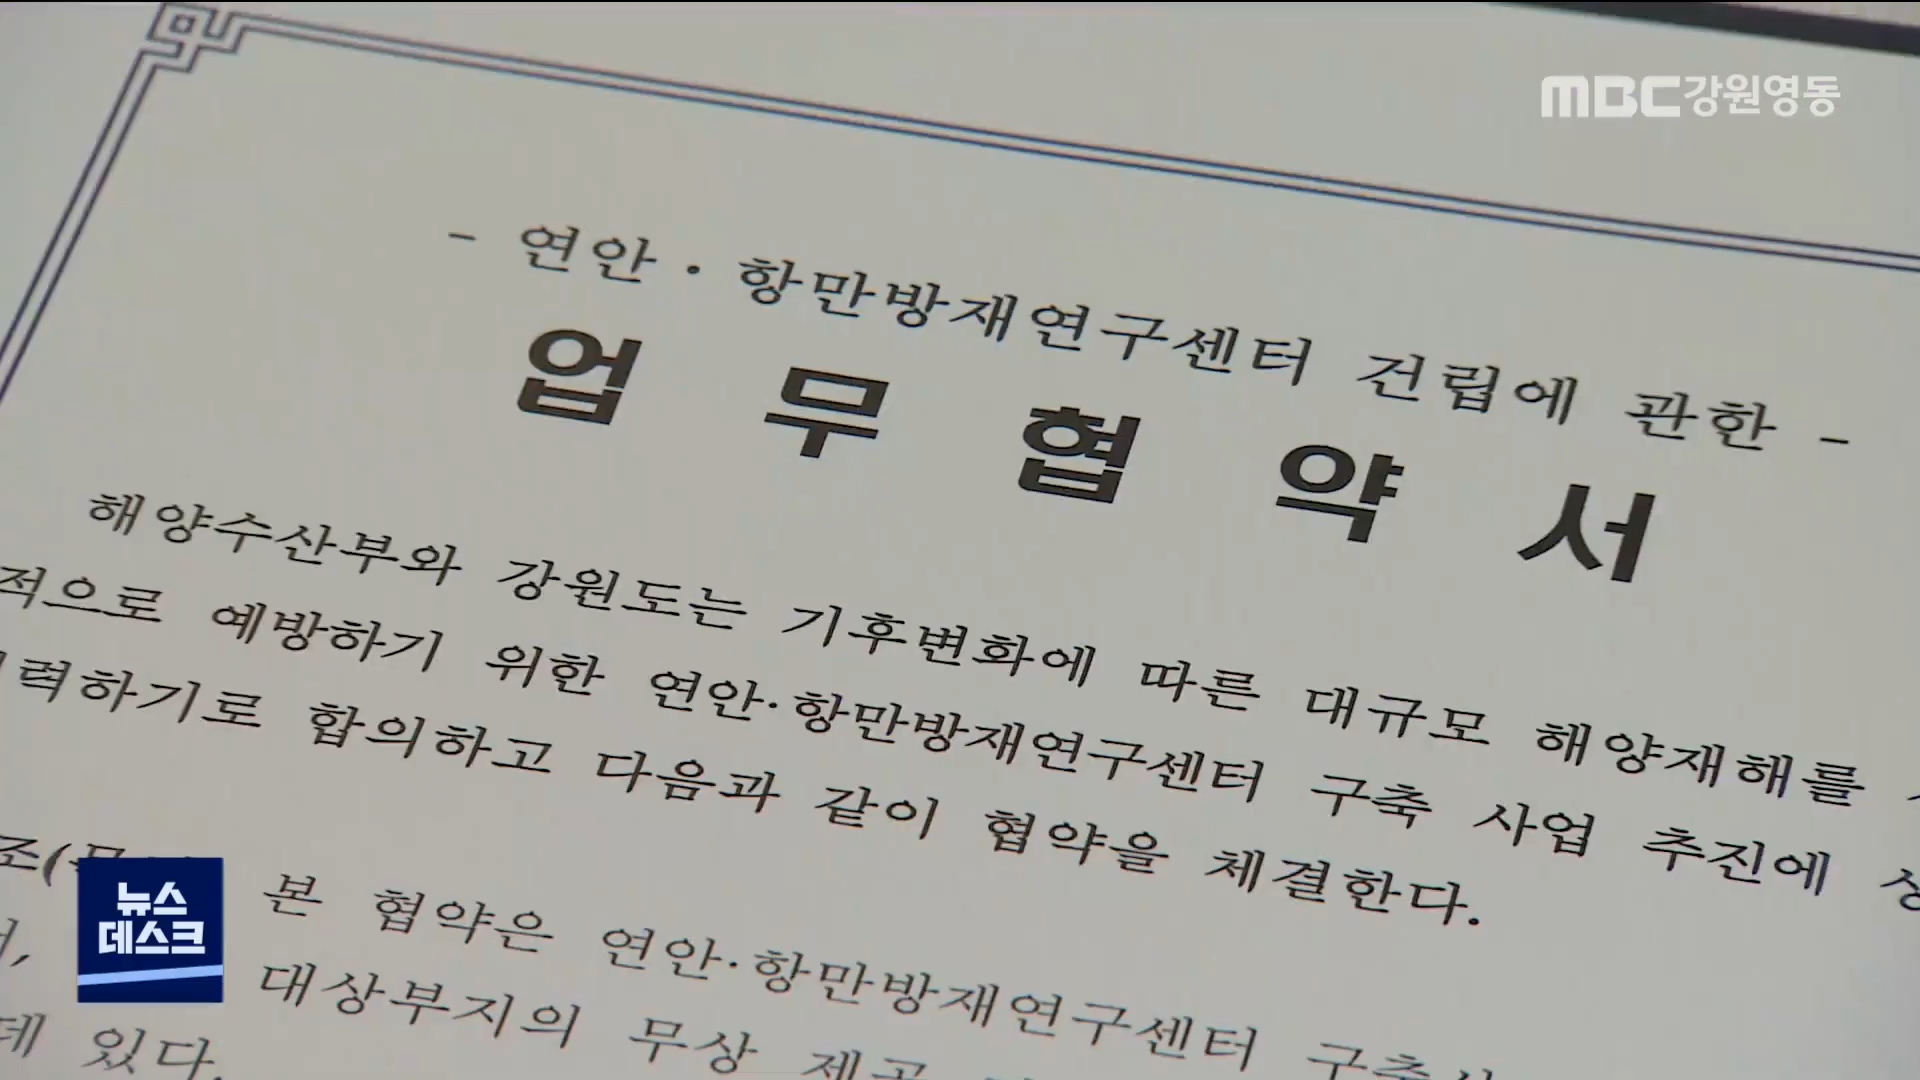 MBC강원영동
- 연안·항만방재연구센터 건립에 관한 -
업 무 협 약 서
해양수산부와 강원도는 기후변화에 따른 대규모 해양재해를
적으로 예방하기 위한 연안·항만방재연구센터 구축 사업 추진에
력하기로 합의하고 다음과 같이 협약을 체결한다.
본 협약은 연안·항만방재연구센터
대상부지의 무상 제공
데 있다.
뉴스
데스크